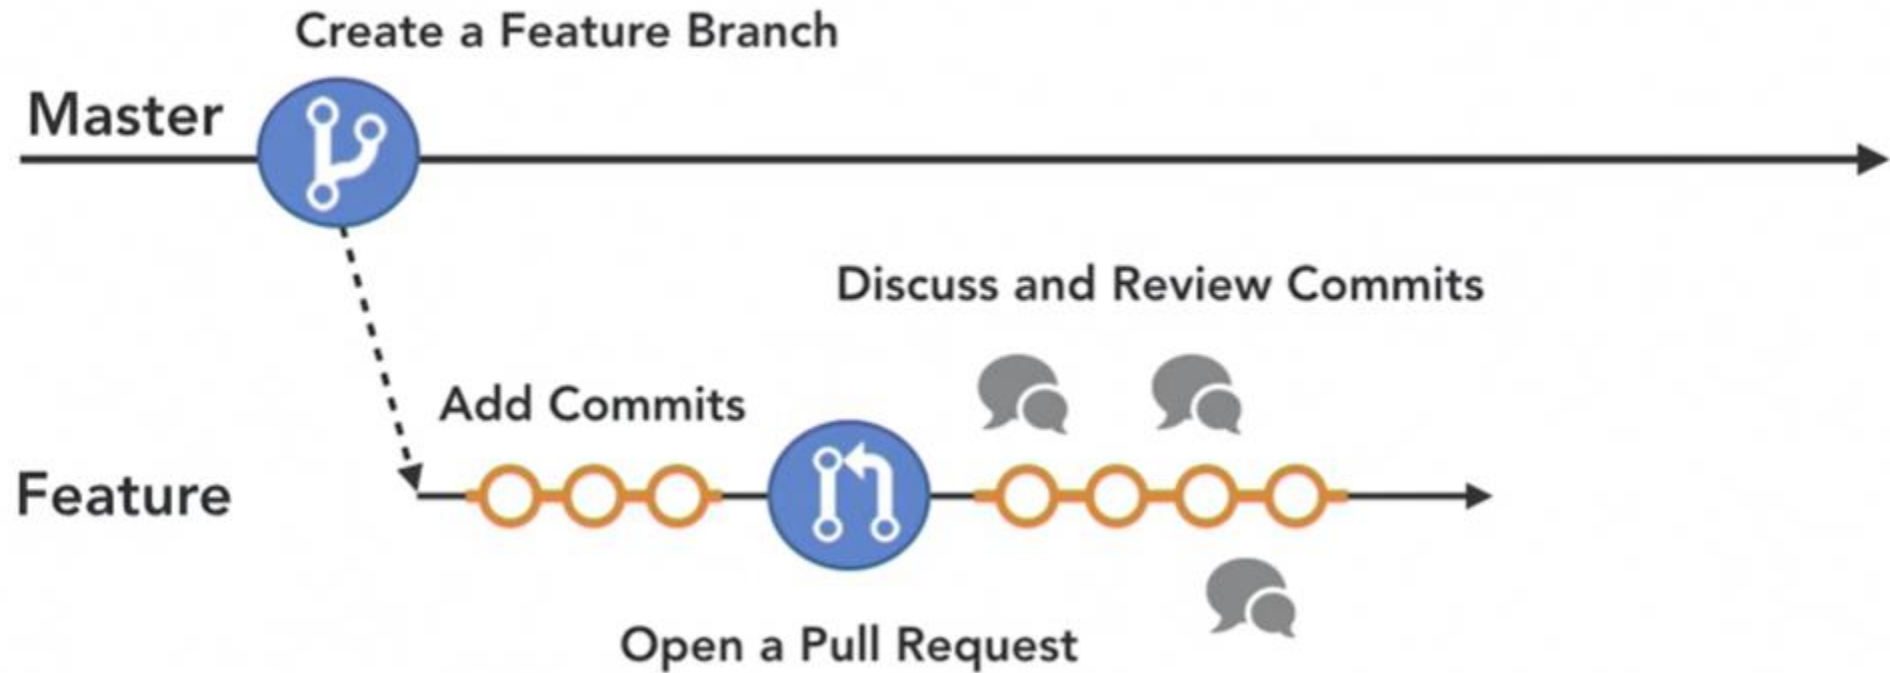 Create a Feature Branch
Master
Discuss and Review Commits
Add Commits
Feature
Open a Pull Request